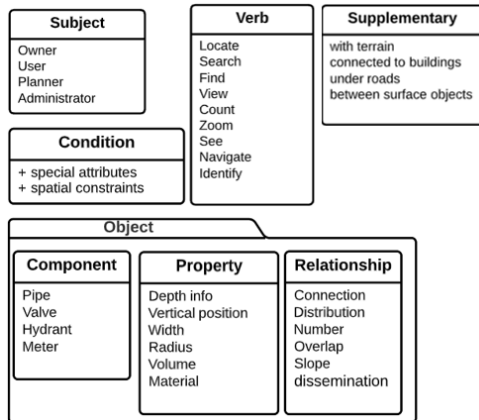 Subject
Owner
User
Planner
Administrator
Verb
Locate
Search
Find
View
Count
Zoom
See
Navigate
Identify
Supplementary
with terrain
connected to buildings
under roads
between surface objects
Condition
+ special attributes
+ spatial constraints
Object
Component
Pipe
Valve
Hydrant
Meter
Property
Depth info
Vertical position
Width
Radius
Volume
Material
Relationship
Connection
Distribution
Number
Overlap
Slope
dissemination